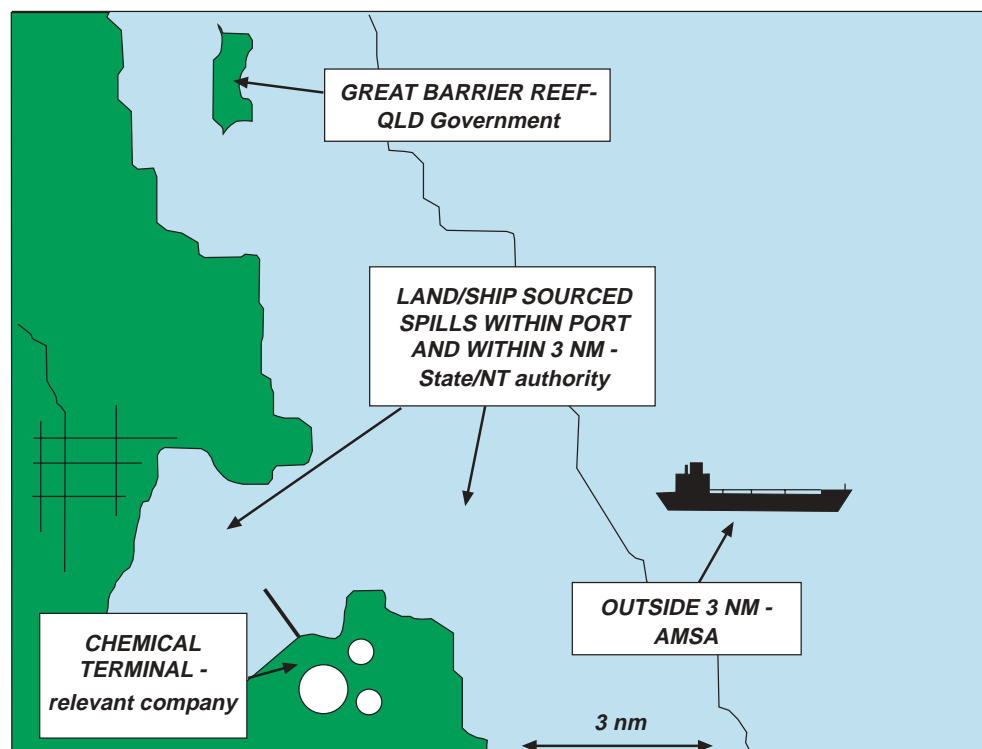 GREAT BARRIER REEF-
QLD Government
LAND/SHIP SOURCED
SPILLS WITHIN PORT
AND WITHIN 3 NM -
State/NT authority
OUTSIDE 3 NM -
AMSA
CHEMICAL
TERMINAL -
relevant company
3 nm